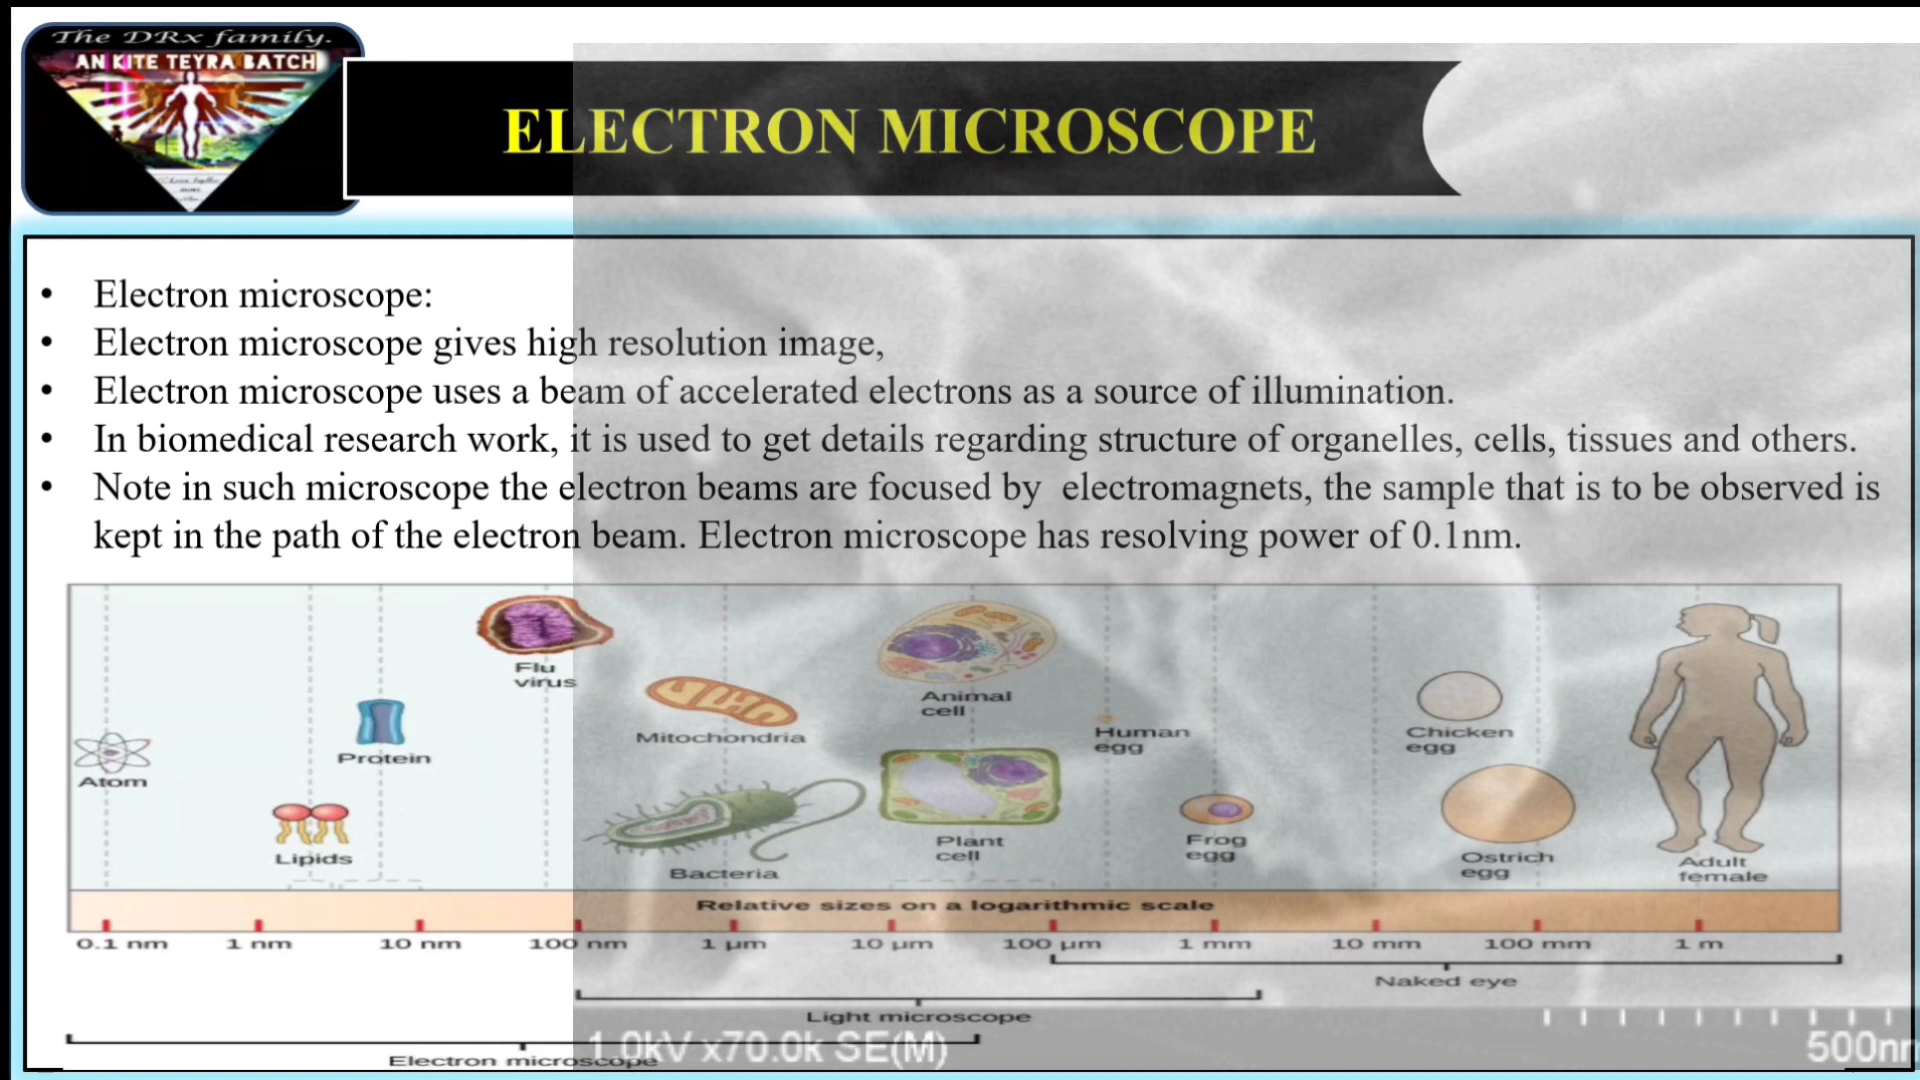 The DRx family.
AN KITE TEYRA BATCH
ELECTRON MICROSCOPE
• Electron microscope:
• Electron microscope gives high resolution image,
• Electron microscope uses a beam of accelerated electrons as a source of illumination.
• In biomedical research work, it is used to get details regarding structure of organelles, cells, tissues and others.
• Note in such microscope the electron beams are focused by electromagnets, the sample that is to be observed is
kept in the path of the electron beam. Electron microscope has resolving power of 0.1nm.
Flu
virus
Animal
cell
Mitochondria
Human
egg
Chicken
egg
Protein
Atom
Plant
cell
Frog
egg
Lipids
Bacteria
Ostrich
egg
Adult
female
Relative sizes on a logarithmic scale
0.1 nm 1 nm 10 nm 100 nm 1 µm 10 µm 100 µm 1 mm 10 mm 100 mm 1 m
Naked eye
Light microscope
Electron microscope
1.0kV x70.0k SE(M)
500nm